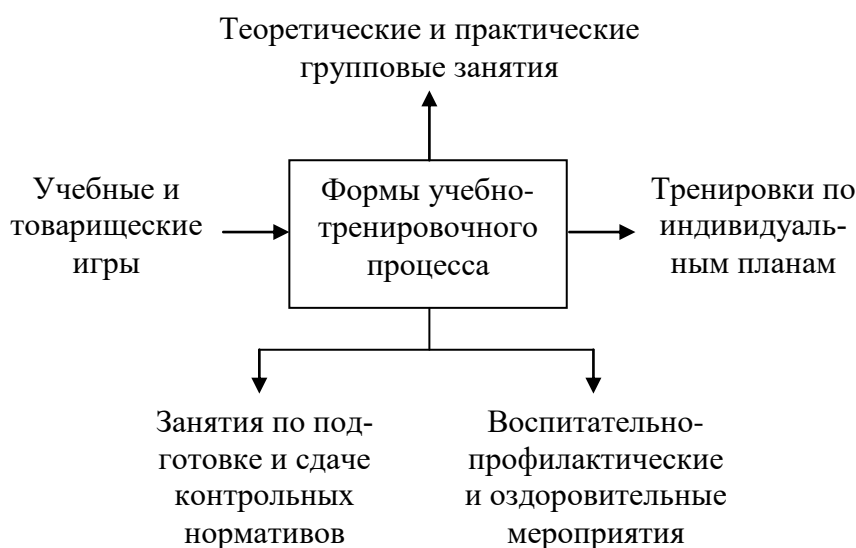 Теоретические и практические
групповые занятия
Учебные и
товарищеские
игры
Формы учебно-
тренировочного
процесса
Тренировки по
индивидуаль-
ным планам
Занятия по под-
готовке и сдаче
контрольных
нормативов
Воспитательно-
профилактические
и оздоровительные
мероприятия